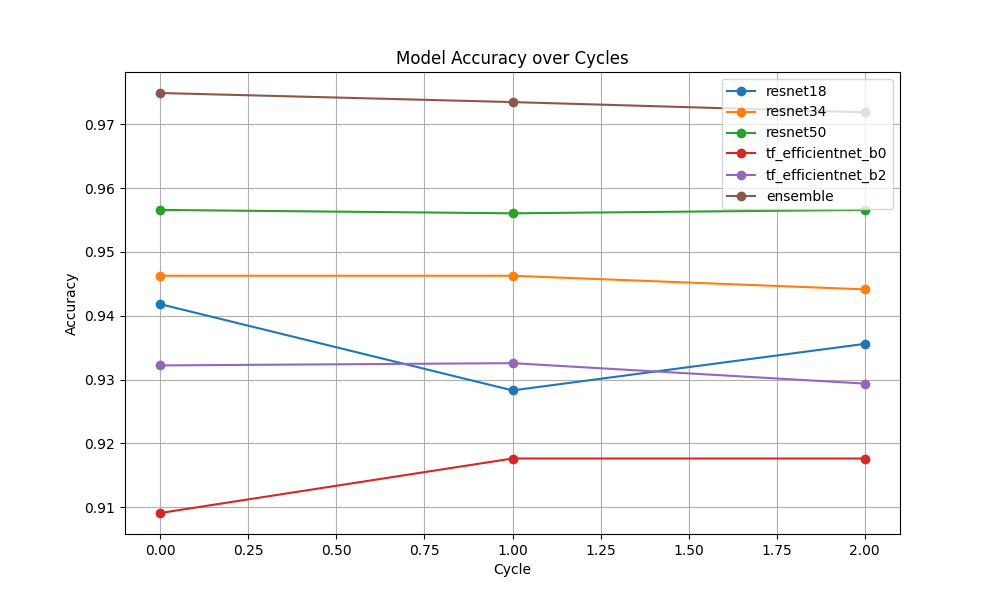 Model Accuracy over Cycles
resnet18
resnet34
resnet50
tf_efficientnet_b0
tf_efficientnet_b2
ensemble
Accuracy
0.97
0.96
0.95
0.94
0.93
0.92
0.91
0.00 0.25 0.50 0.75 1.00 1.25 1.50 1.75 2.00
Cycle